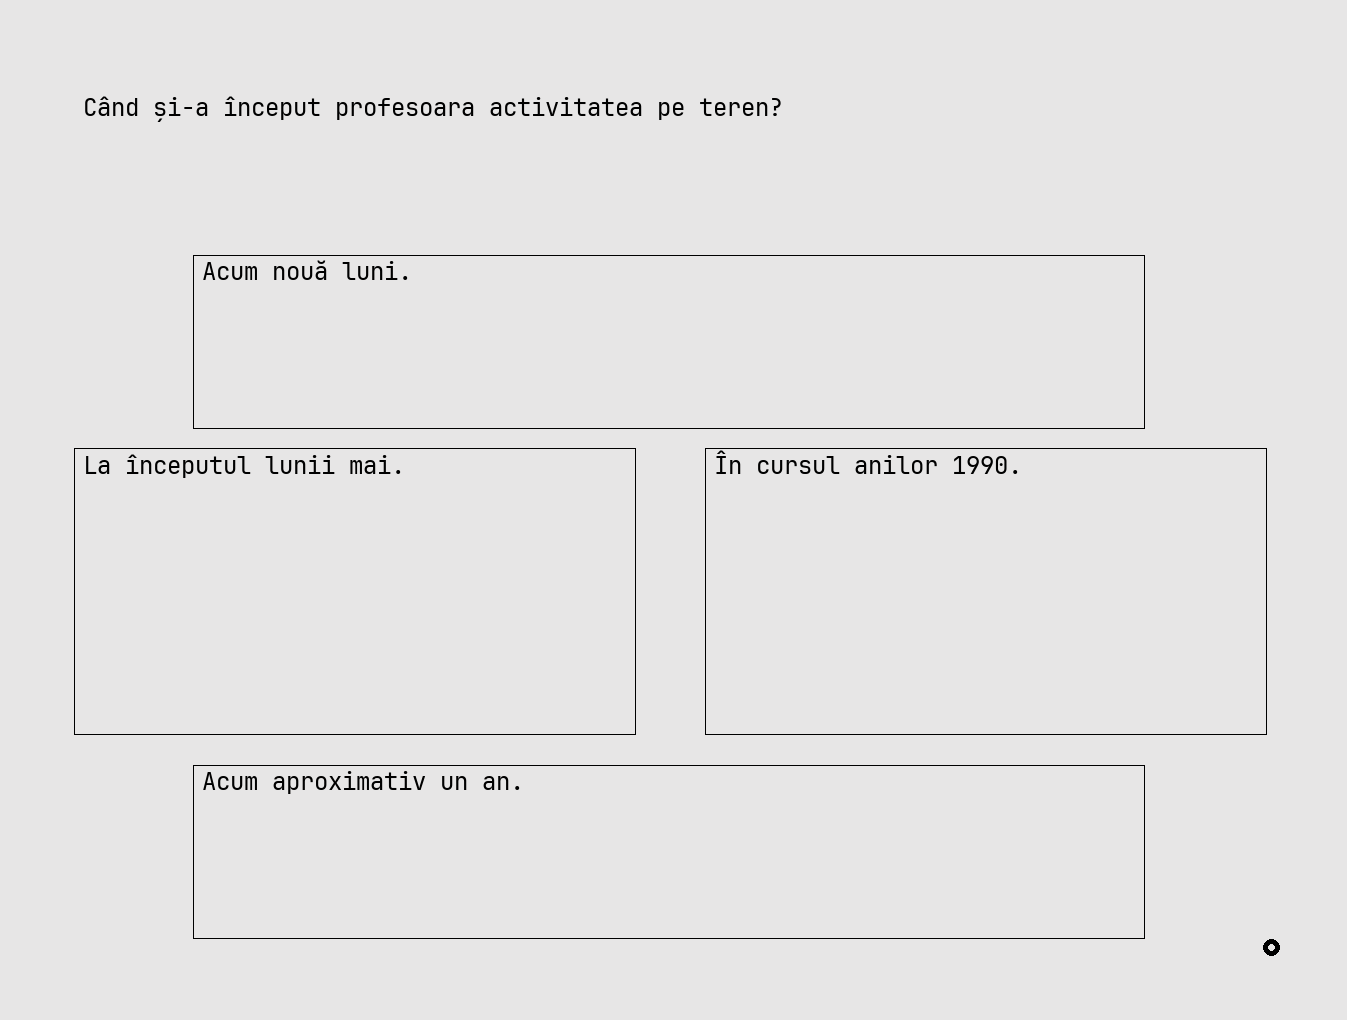 Când și-a început profesoara activitatea pe teren?
Acum nouă luni.
La începutul lunii mai.
În cursul anilor 1990.
Acum aproximativ un an.